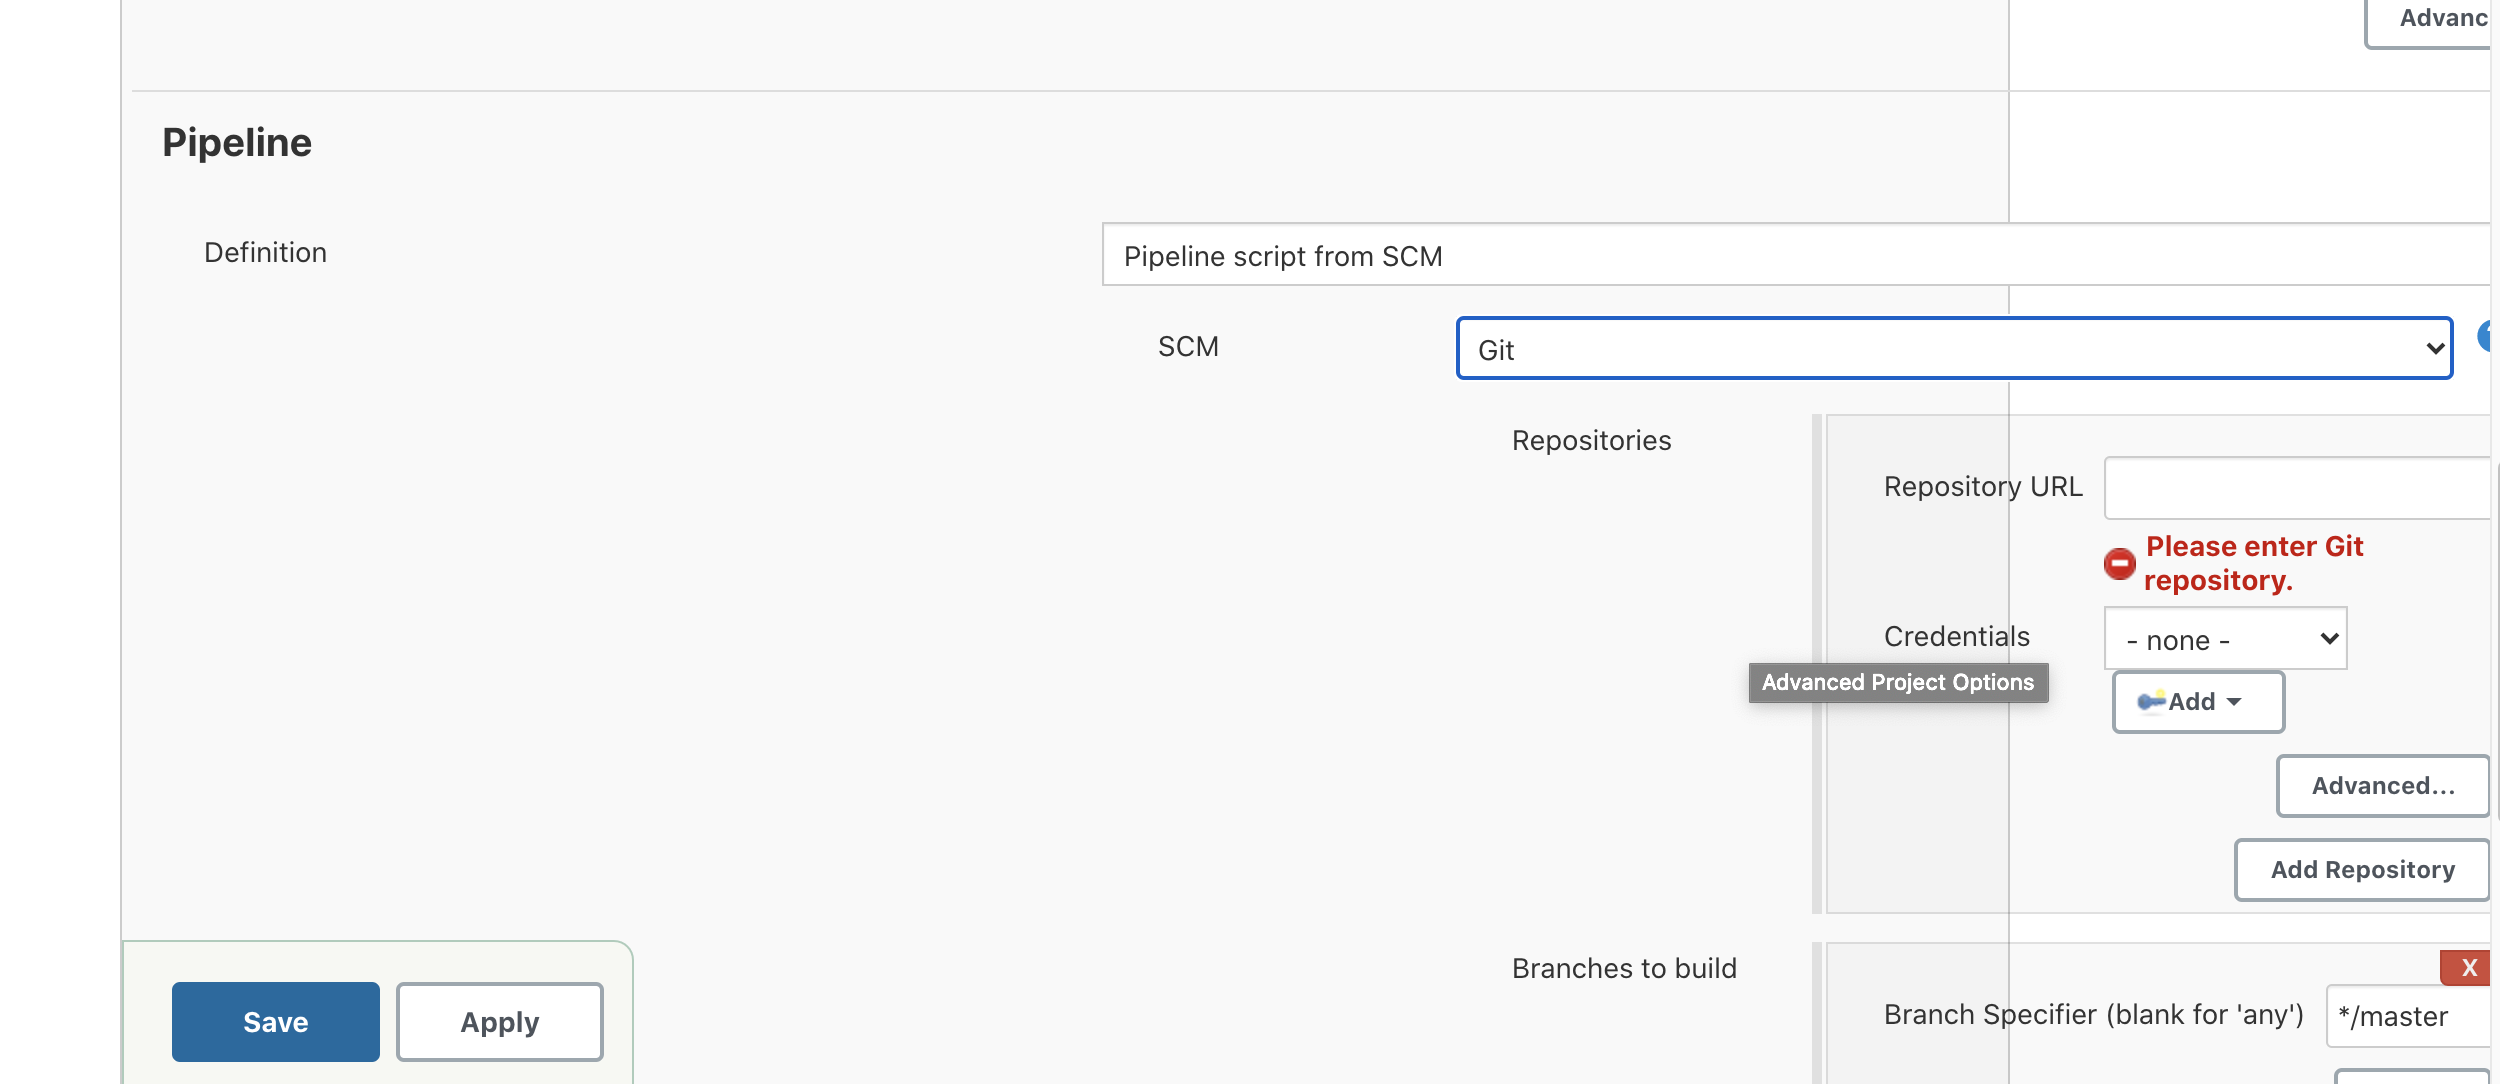 Advanc
Pipeline
Definition
Pipeline script from SCM
SCM
Git
Repositories
Repository URL
Please enter Git
repository.
Credentials
- none -
Advanced Project Options
Add
Advanced...
Add Repository
Branches to build
X
Branch Specifier (blank for 'any')
*/master
Save
Apply